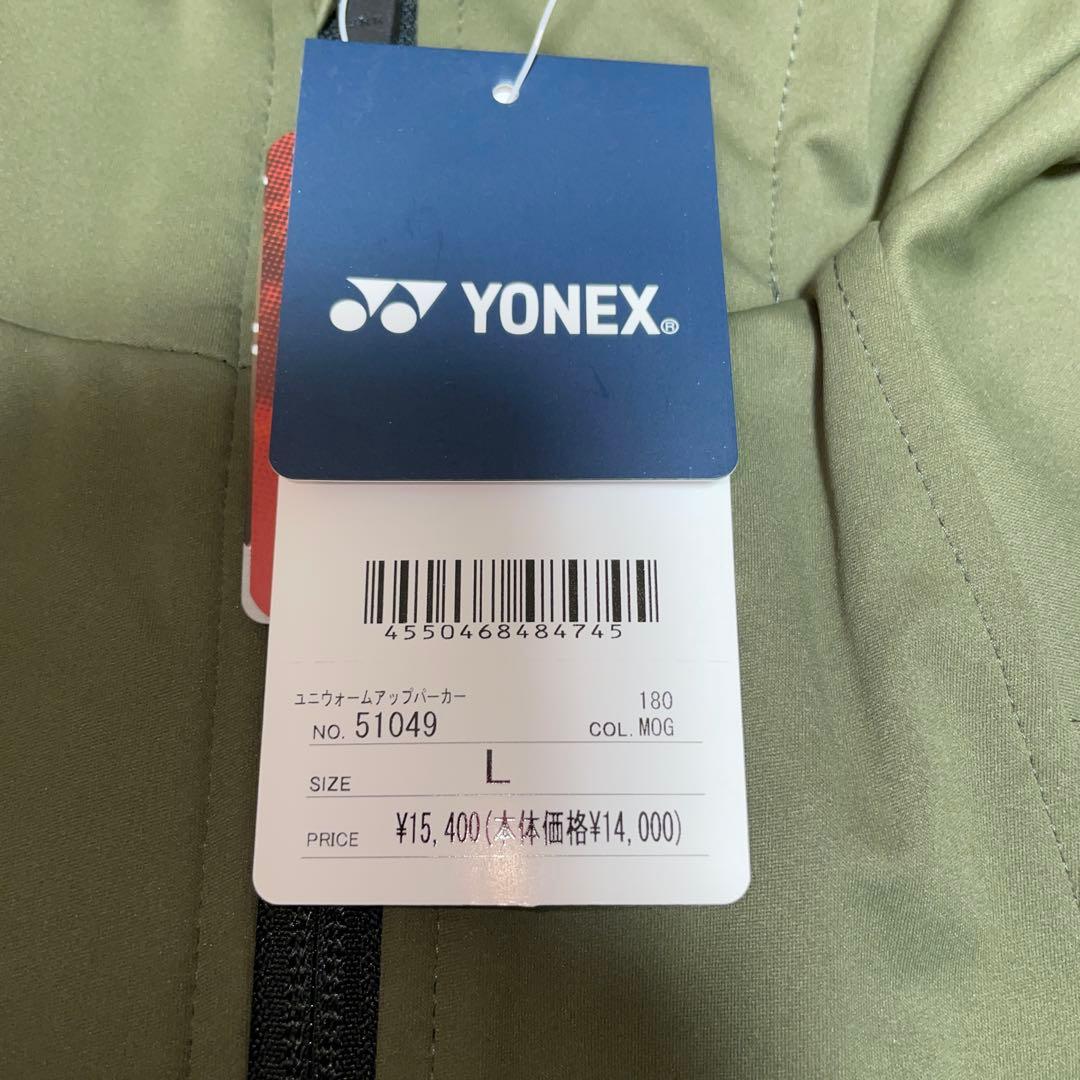 YONEX®
4550468484745
ユニウォームアップパーカー 180
NO. 51049 COL. MOG
SIZE L
PRICE ¥15,400(本体価格¥14,000)